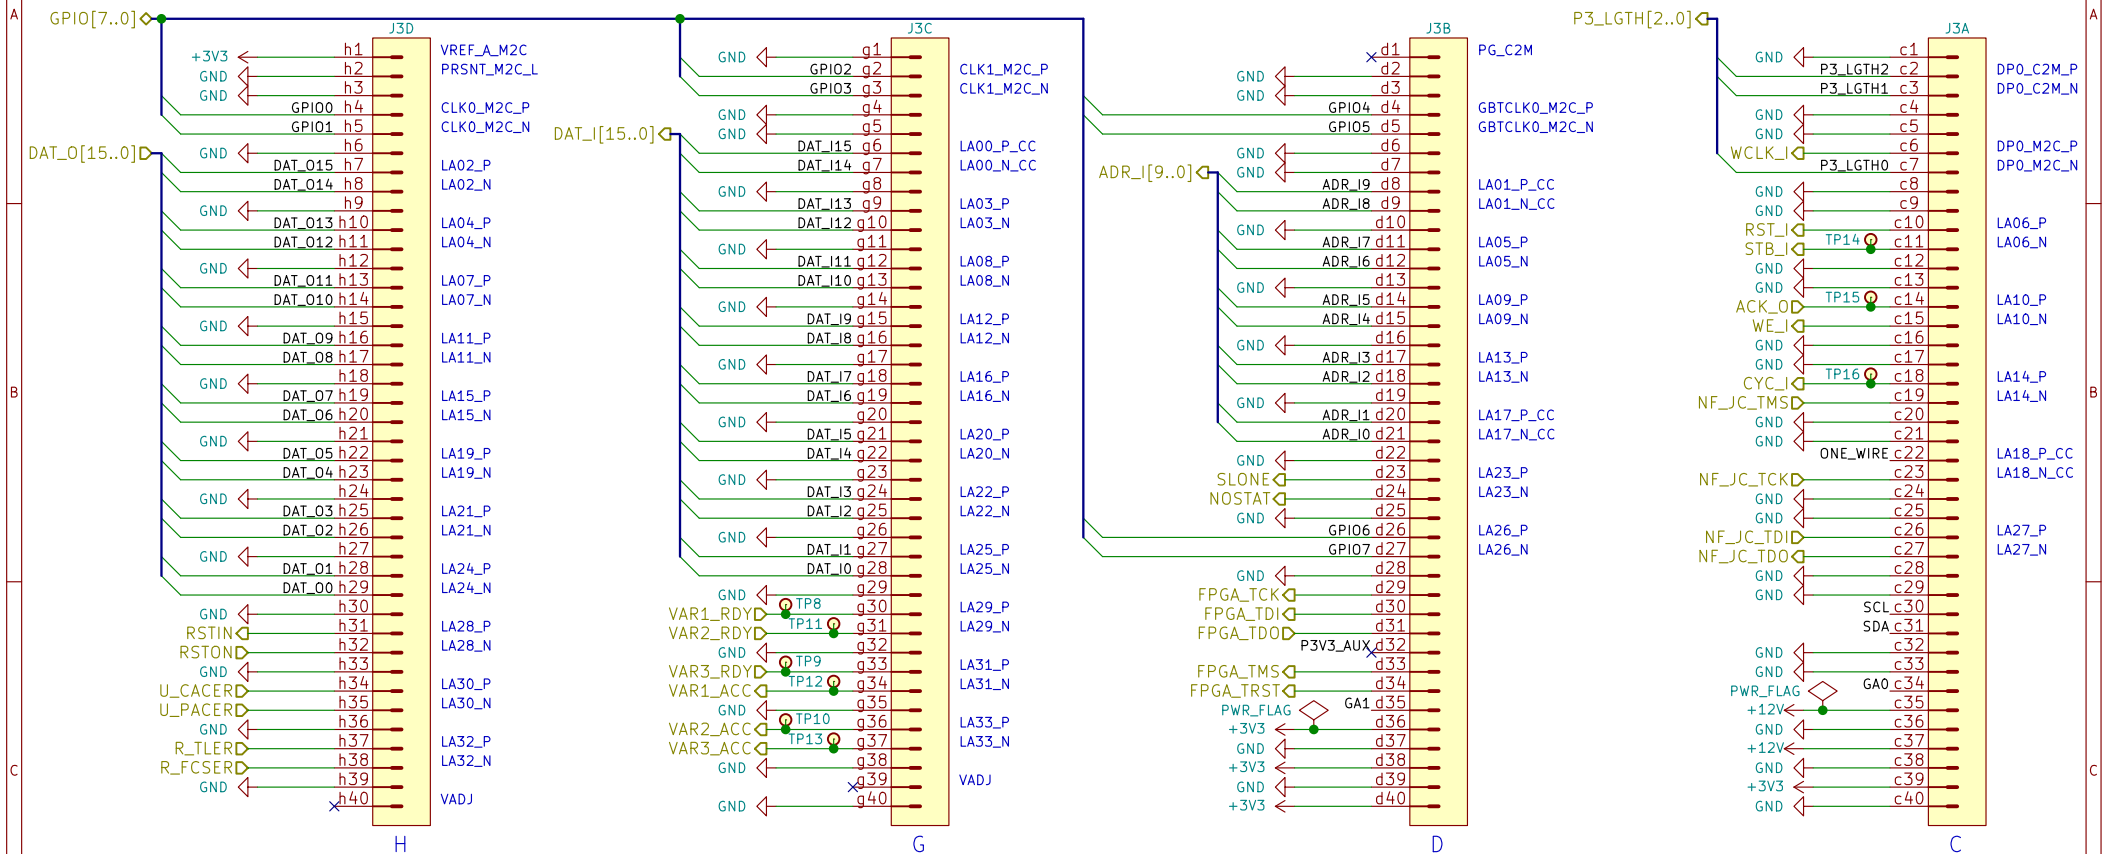 A
GPIO[7..0]
P3_LGTH[2..0]
A
J3D
+3V3 h1 VREF_A_M2C
GND h2 PRSNT_M2C_L
GND h3
GPIO0 h4 CLK0_M2C_P
GPIO1 h5 CLK0_M2C_N
DAT_O[15..0]
GND h6
DAT_O15 h7 LA02_P
DAT_O14 h8 LA02_N
GND h9
DAT_O13 h10 LA04_P
DAT_O12 h11 LA04_N
GND h12
DAT_O11 h13 LA07_P
DAT_O10 h14 LA07_N
GND h15
DAT_O9 h16 LA11_P
DAT_O8 h17 LA11_N
GND h18
DAT_O7 h19 LA15_P
DAT_O6 h20 LA15_N
GND h21
DAT_O5 h22 LA19_P
DAT_O4 h23 LA19_N
GND h24
DAT_O3 h25 LA21_P
DAT_O2 h26 LA21_N
GND h27
DAT_O1 h28 LA24_P
DAT_O0 h29 LA24_N
GND h30
RSTIN h31 LA28_P
RSTON h32 LA28_N
GND h33
U_CACER h34 LA30_P
U_PACER h35 LA30_N
GND h36
R_TLER h37 LA32_P
R_FCSER h38 LA32_N
GND h39
h40 VADJ
H
J3C
GND g1
GPIO2 g2 CLK1_M2C_P
GPIO3 g3 CLK1_M2C_N
GND g4
DAT_I[15..0]
GND g5
DAT_I15 g6 LA00_P_CC
DAT_I14 g7 LA00_N_CC
GND g8
DAT_I13 g9 LA03_P
DAT_I12 g10 LA03_N
GND g11
DAT_I11 g12 LA08_P
DAT_I10 g13 LA08_N
GND g14
DAT_I9 g15 LA12_P
DAT_I8 g16 LA12_N
GND g17
DAT_I7 g18 LA16_P
DAT_I6 g19 LA16_N
GND g20
DAT_I5 g21 LA20_P
DAT_I4 g22 LA20_N
GND g23
DAT_I3 g24 LA22_P
DAT_I2 g25 LA22_N
GND g26
DAT_I1 g27 LA25_P
DAT_I0 g28 LA25_N
GND g29
VAR1_RDY TP8 g30 LA29_P
VAR2_RDY TP11 g31 LA29_N
GND g32
VAR3_RDY TP9 g33 LA31_P
VAR1_ACC TP12 g34 LA31_N
GND g35
VAR2_ACC TP10 g36 LA33_P
VAR3_ACC TP13 g37 LA33_N
GND g38
g39 VADJ
GND g40
G
J3B
d1 PG_C2M
GND d2
GND d3
GPIO4 d4 GBTCLK0_M2C_P
GPIO5 d5 GBTCLK0_M2C_N
GND d6
ADR_I[9..0]
GND d7
ADR_I9 d8 LA01_P_CC
ADR_I8 d9 LA01_N_CC
GND d10
ADR_I7 d11 LA05_P
ADR_I6 d12 LA05_N
GND d13
ADR_I5 d14 LA09_P
ADR_I4 d15 LA09_N
GND d16
ADR_I3 d17 LA13_P
ADR_I2 d18 LA13_N
GND d19
ADR_I1 d20 LA17_P_CC
ADR_I0 d21 LA17_N_CC
GND d22
SLONE d23 LA23_P
NOSTAT d24 LA23_N
GND d25
GPIO6 d26 LA26_P
GPIO7 d27 LA26_N
GND d28
FPGA_TCK d29
FPGA_TDI d30
FPGA_TDO d31
P3V3_AUX d32
FPGA_TMS d33
FPGA_TRST d34
PWR_FLAG GA1 d35
+3V3 d36
GND d37
+3V3 d38
GND d39
+3V3 d40
D
J3A
GND c1
P3_LGTH2 c2 DP0_C2M_P
P3_LGTH1 c3 DP0_C2M_N
GND c4
GND c5
WCLK_I c6 DP0_M2C_P
P3_LGTH0 c7 DP0_M2C_N
GND c8
GND c9
RST_I c10 LA06_P
STB_I TP14 c11 LA06_N
GND c12
GND c13
ACK_O TP15 c14 LA10_P
WE_I c15 LA10_N
GND c16
GND c17
CYC_I TP16 c18 LA14_P
NF_JC_TMS c19 LA14_N
GND c20
GND c21
ONE_WIRE c22 LA18_P_CC
NF_JC_TCK c23 LA18_N_CC
GND c24
GND c25
NF_JC_TDI c26 LA27_P
NF_JC_TDO c27 LA27_N
GND c28
GND c29
SCL c30
SDA c31
GND c32
GND c33
PWR_FLAG GA0 c34
+12V c35
GND c36
+12V c37
GND c38
+3V3 c39
GND c40
C
B
B
C
C